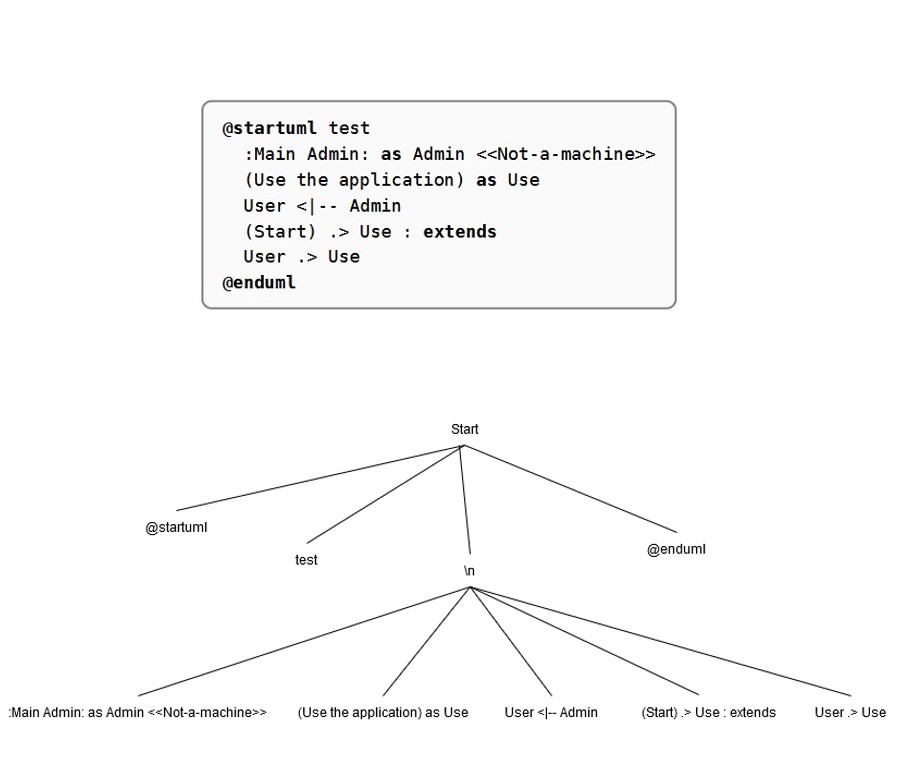 @startuml test
:Main Admin: as Admin <<Not-a-machine>>
(Use the application) as Use
User <|-- Admin
(Start) .> Use : extends
User .> Use
@enduml
Start
@startuml
test
@enduml
\n
:Main Admin: as Admin <<Not-a-machine>>
(Use the application) as Use
User <|-- Admin
(Start) .> Use : extends
User .> Use